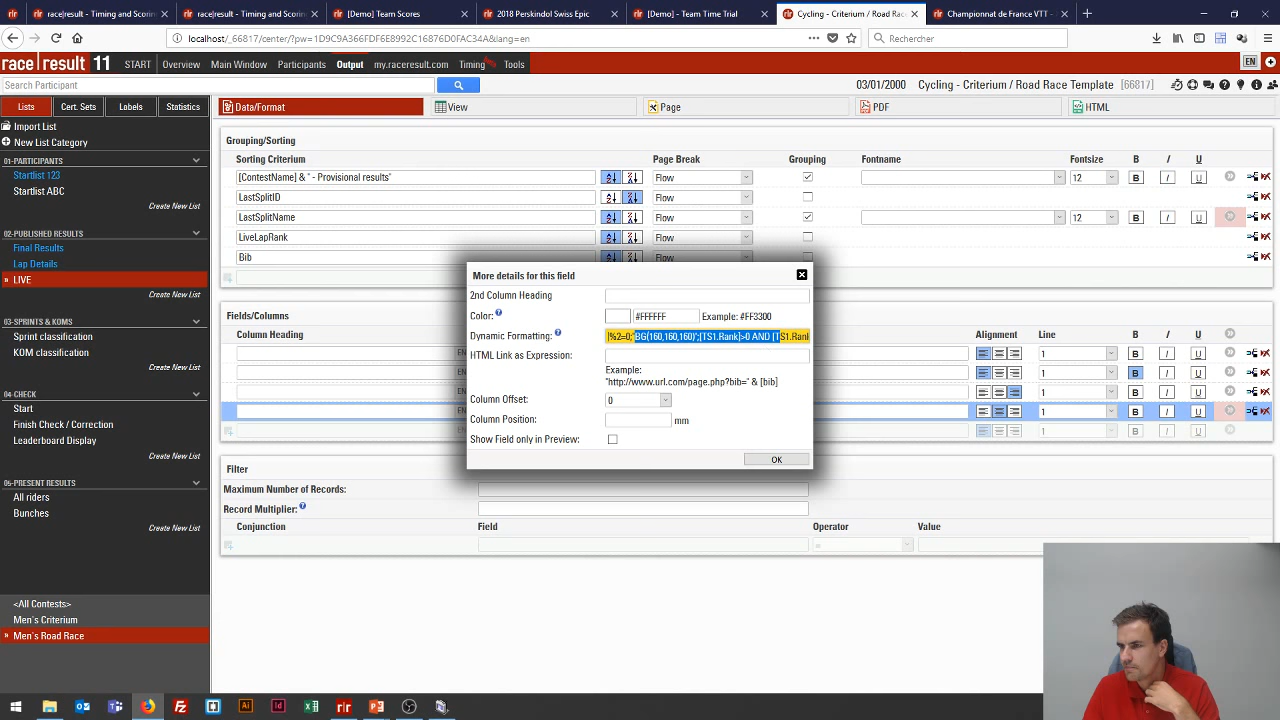 race|result - Timing and Scorin
race|result - Timing and Scorin
[Demo] Team Scores
2018 Perskindol Swiss Epic
[Demo] - Team Time Trial
Cycling - Criterium / Road Race
Championnat de France VTT -
localhost/_66817/center/?pw=1D9C9A366FDF6E8992C16876D0F4FC34A&lang=en
Rechercher
race|result 11
START
Overview
Main Window
Participants
Output
my.raceresult.com
Timing
Tools
EN
Search Participant
03/01/2000
Cycling - Criterium / Road Race Template
[66817]
Lists
Cert. Sets
Labels
Statistics
Data/Format
View
Page
PDF
HTML
Import List
New List Category
01-PARTICIPANTS
Startlist 123
Startlist ABC
Create New List
02-PUBLISHED RESULTS
Final Results
Lap Details
» LIVE
Create New List
03-SPRINTS & KOMS
Sprint classification
KOM classification
Create New List
04-CHECK
Start
Finish Check / Correction
Leaderboard Display
Create New List
05-PRESENT RESULTS
All riders
Bunches
Create New List
<All Contests>
Men's Criterium
» Men's Road Race
Grouping/Sorting
Sorting Criterion
Page Break
Grouping
Fontname
Fontsize
B
I
U
[ContestName] & " - Provisional results"
Flow
12
B
I
U
LastSplitID
Flow
LastSplitName
Flow
12
B
I
U
LiveLapRank
Flow
Bib
Fields/Columns
Column Heading
Alignment
Line
B
I
U
1
B
I
U
1
B
I
U
1
B
I
U
1
B
I
U
1
B
I
U
More details for this field
2nd Column Heading
Color:
#FFFFFF
Example: #FF3300
Dynamic Formatting:
]%2=0;"BG(160,160,160)";[TS1.Rank]>0 AND [TS1.Ranl
HTML Link as Expression:
Example:
"http://www.url.com/page.php?bib=" & [bib]
Column Offset:
0
Column Position:
mm
Show Field only in Preview:
OK
Filter
Maximum Number of Records:
Record Multiplier:
Conjunction
Field
Operator
Value
=